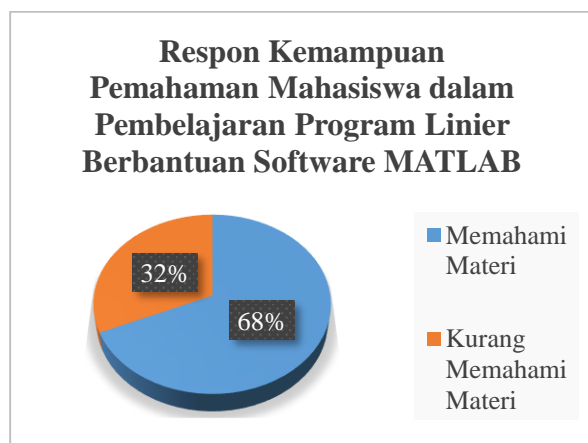 Respon Kemampuan
Pemahaman Mahasiswa dalam
Pembelajaran Program Linier
Berbantuan Software MATLAB
32%
68%
Memahami
Materi
Kurang
Memahami
Materi